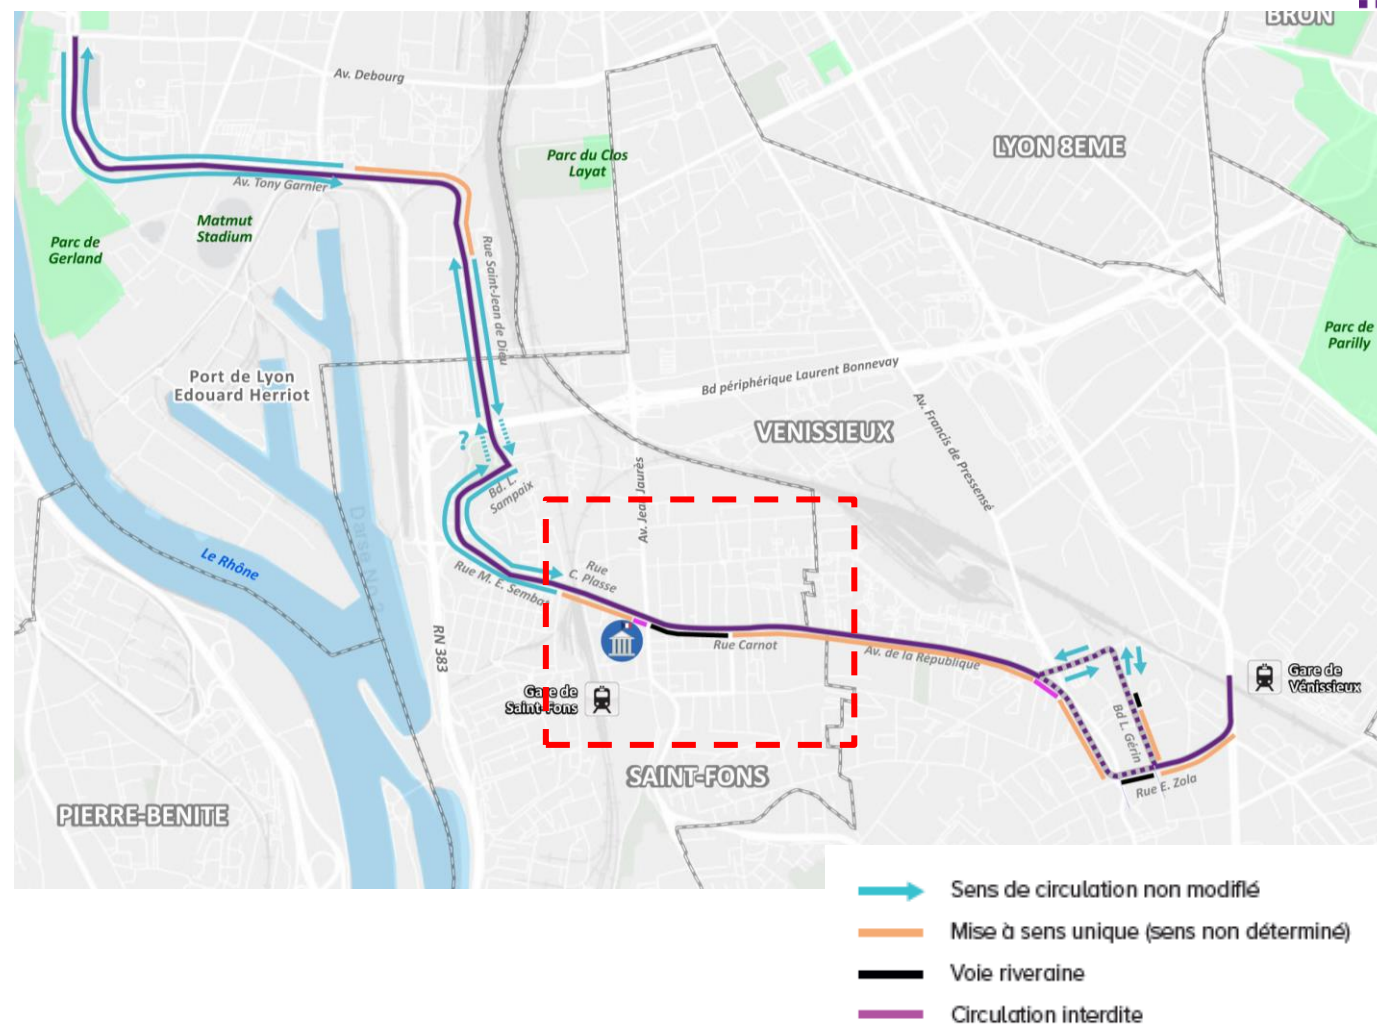 BRON
Av. Debourg
LYON 8EME
Parc du Clos
Layat
Av. Tony Garnier
Matmut
Stadium
Parc de
Gerland
Rue Saint-Jean de Dieu
Parc de
Parilly
Port de Lyon
Edouard Herriot
Bd périphérique Laurent Bonnevay
Av. Francis de Pressensé
VENISSIEUX
?
Bd. L.
Sampaix
Av. Jean Jaurès
Darse No 2
Le Rhône
Rue
C. Plasse
Rue M. E. Sembat
RN 383
Rue Carnot
Av. de la République
Gare de
Vénissieux
Gare de
Saint-Fons
Bd L. Gérin
SAINT-FONS
Rue E. Zola
PIERRE-BENITE
Sens de circulation non modifié
Mise à sens unique (sens non déterminé)
Voie riveraine
Circulation interdite